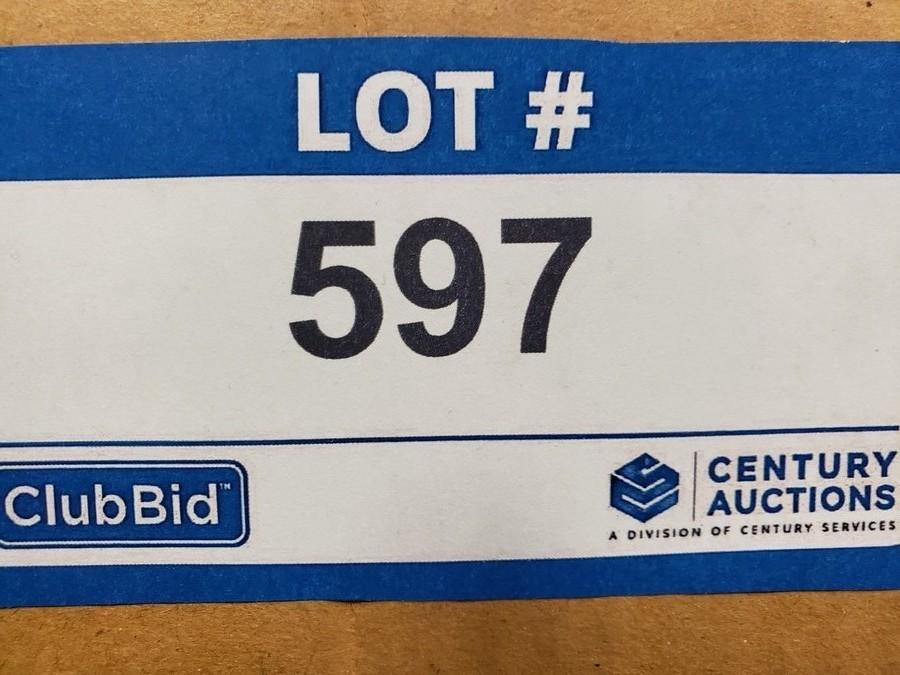 LOT #
597
ClubBid™
CENTURY
AUCTIONS
A DIVISION OF CENTURY SERVICES